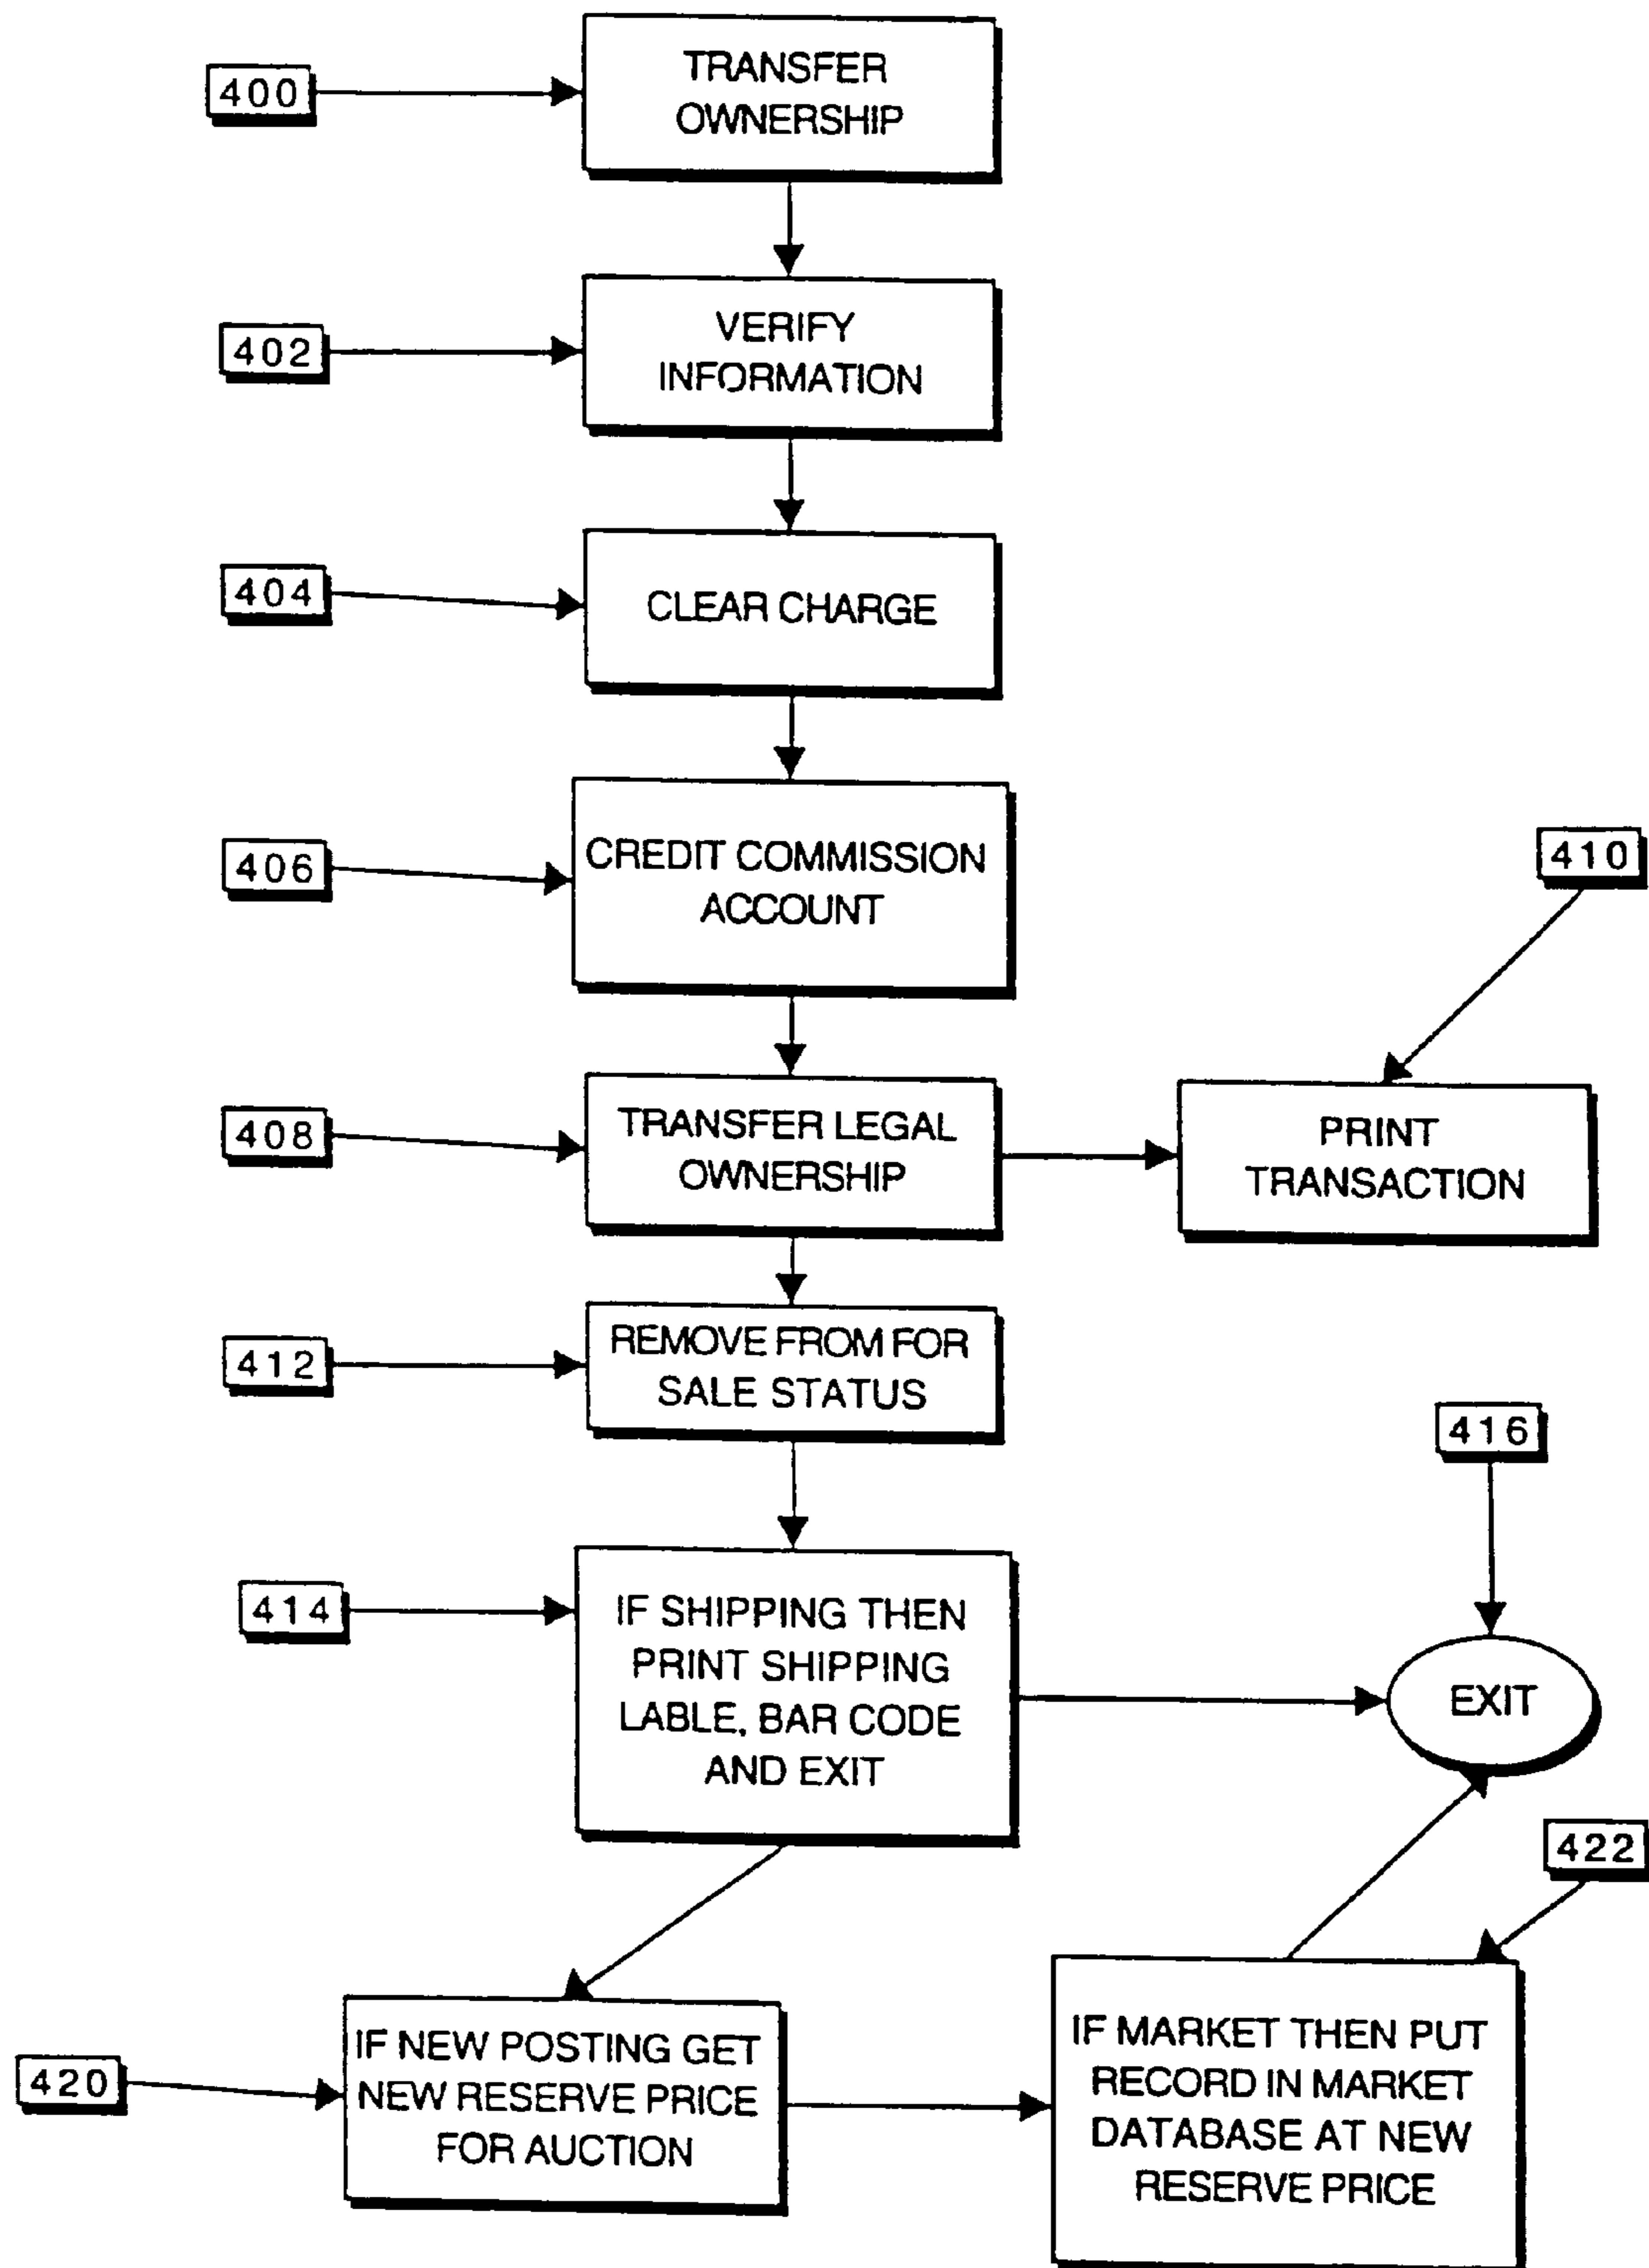 400
TRANSFER
OWNERSHIP
402
VERIFY
INFORMATION
404
CLEAR CHARGE
406
CREDIT COMMISSION
ACCOUNT
410
408
TRANSFER LEGAL
OWNERSHIP
PRINT
TRANSACTION
412
REMOVE FROM FOR
SALE STATUS
416
414
IF SHIPPING THEN
PRINT SHIPPING
LABLE, BAR CODE
AND EXIT
EXIT
422
420
IF NEW POSTING GET
NEW RESERVE PRICE
FOR AUCTION
IF MARKET THEN PUT
RECORD IN MARKET
DATABASE AT NEW
RESERVE PRICE